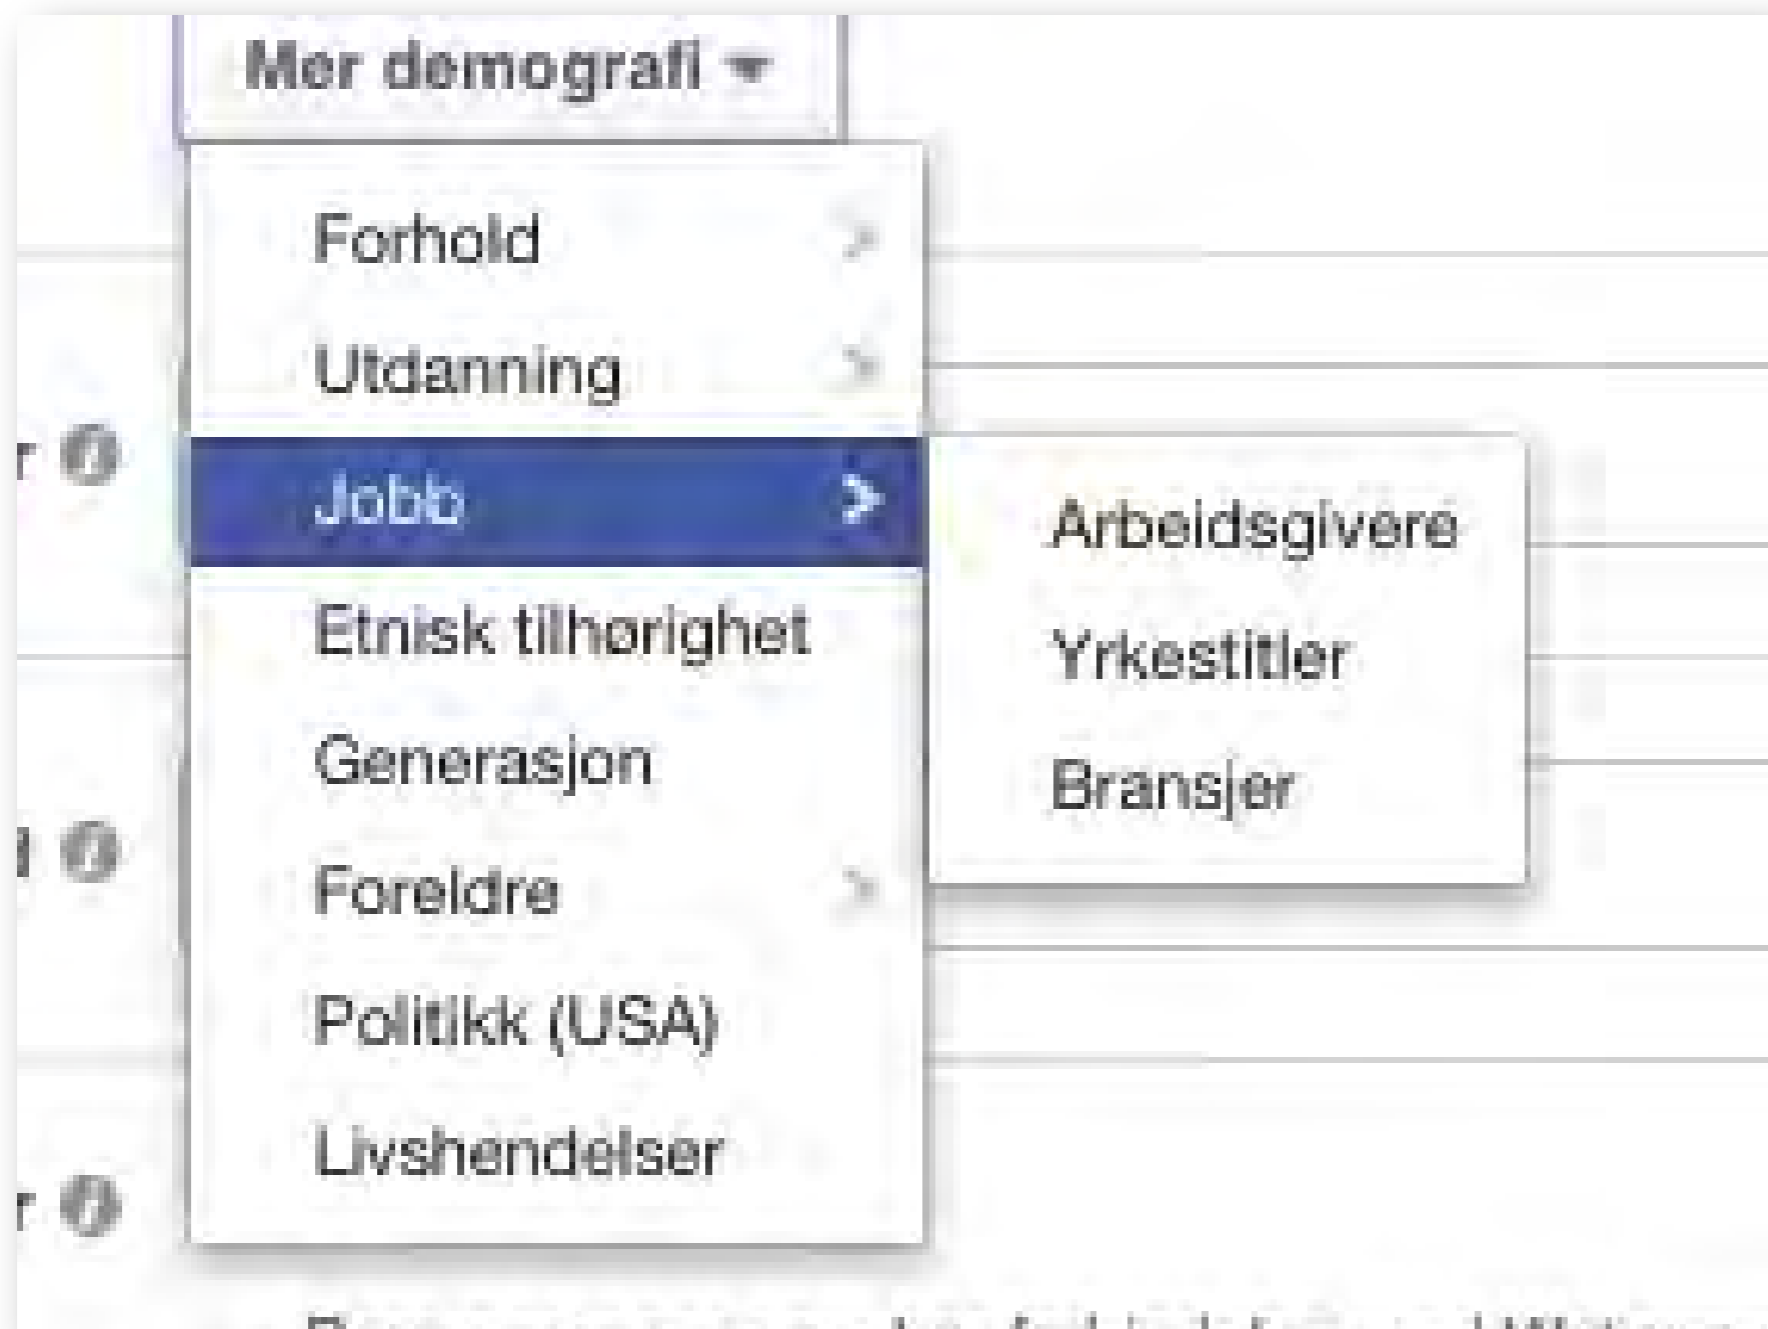 Mer demografi
Forhold
Utdanning
Jobb
Arbeidsgivere
Etnisk tilhørighet
Yrkestitler
Generasjon
Bransjer
Foreldre
Politikk (USA)
Livshendelser